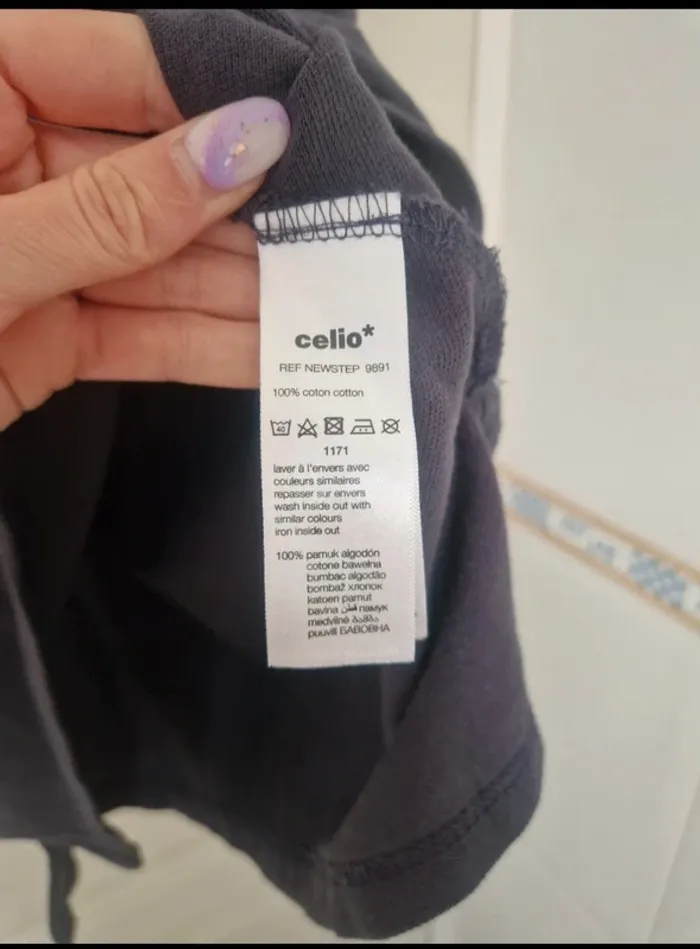 celio*
REF NEWSTEP 9891
100% coton cotton
40
1171
laver à l'envers avec
couleurs similaires
repasser sur envers
wash inside out with
similar colours
iron inside out
100% pamuk algodón
cotone bawełna
bumbac algodão
bombaž хлопок
katoen pamut
bavlna قطن памук
medvilnė ბამბა
puuvill БАВОВНА